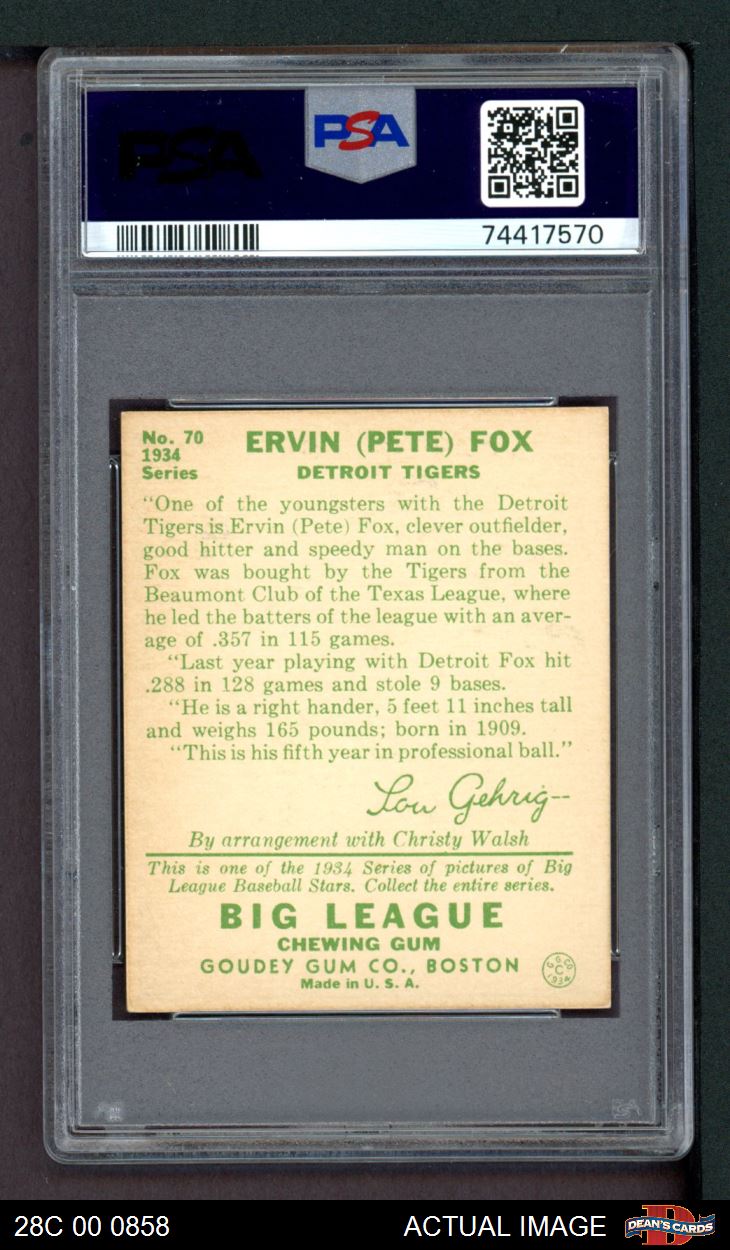 PSA
PSA
74417570
No. 70
1934
Series
ERVIN (PETE) FOX
DETROIT TIGERS
"One of the youngsters with the Detroit
Tigers is Ervin (Pete) Fox, clever outfielder,
good hitter and speedy man on the bases.
Fox was bought by the Tigers from the
Beaumont Club of the Texas League, where
he led the batters of the league with an aver-
age of .357 in 115 games.
"Last year playing with Detroit Fox hit
.288 in 128 games and stole 9 bases.
"He is a right hander, 5 feet 11 inches tall
and weighs 165 pounds; born in 1909.
"This is his fifth year in professional ball."
Lou Gehrig--
By arrangement with Christy Walsh
This is one of the 1934 Series of pictures of Big
League Baseball Stars. Collect the entire series.
BIG LEAGUE
CHEWING GUM
GOUDEY GUM CO., BOSTON
Made in U. S. A.
G. G. CO.
C
1934
28C 00 0858
ACTUAL IMAGE
D
DEAN'S CARDS